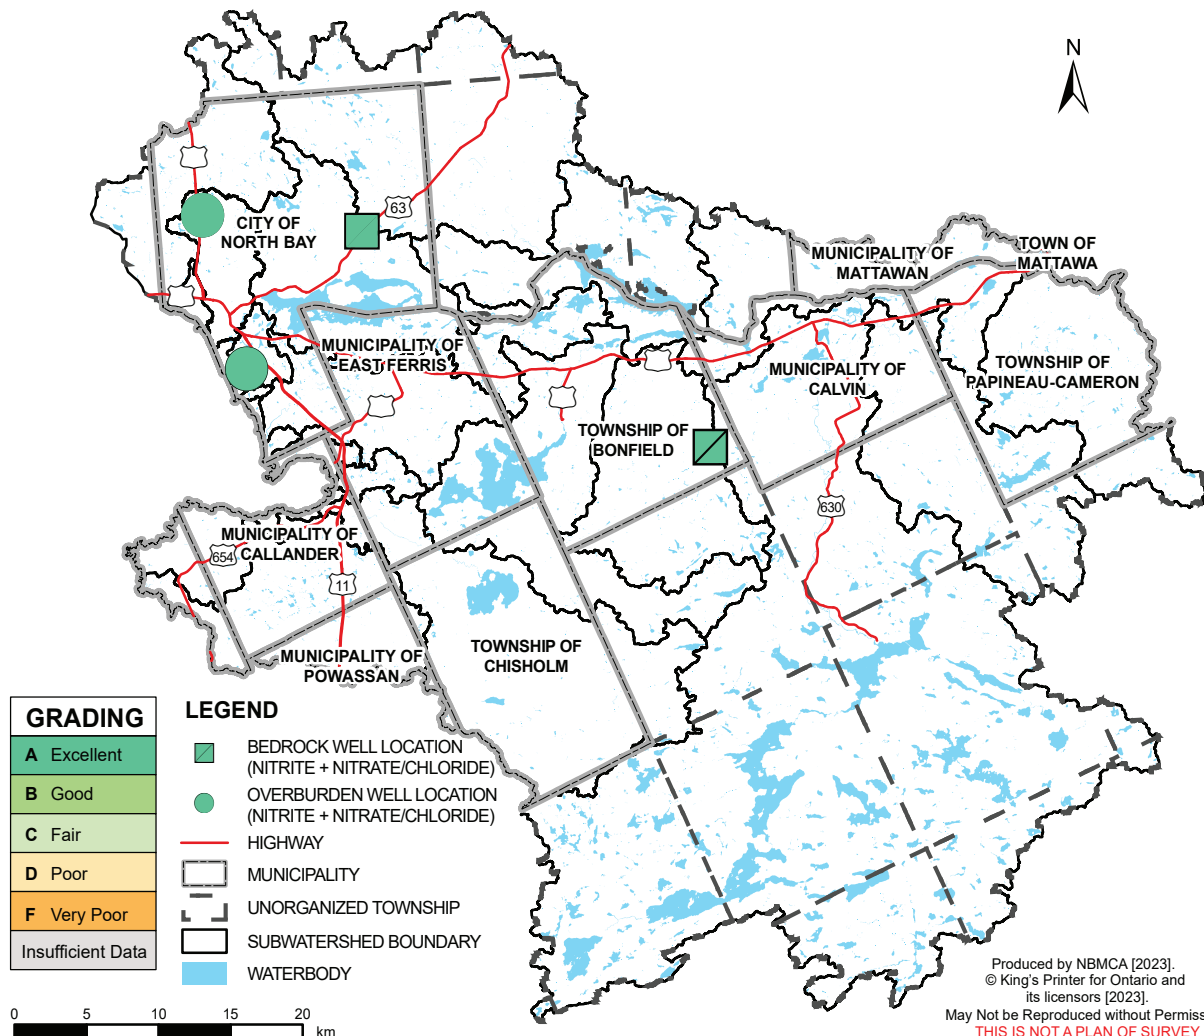 N
63
CITY OF
NORTH BAY
MUNICIPALITY OF
MATTAWAN
TOWN OF
MATTAWA
MUNICIPALITY OF
EAST FERRIS
MUNICIPALITY OF
CALVIN
TOWNSHIP OF
PAPINEAU-CAMERON
TOWNSHIP OF
BONFIELD
630
MUNICIPALITY OF
CALLANDER
654
11
MUNICIPALITY OF
POWASSAN
TOWNSHIP OF
CHISHOLM
GRADING
A Excellent
B Good
C Fair
D Poor
F Very Poor
Insufficient Data
LEGEND
BEDROCK WELL LOCATION
(NITRITE + NITRATE/CHLORIDE)
OVERBURDEN WELL LOCATION
(NITRITE + NITRATE/CHLORIDE)
HIGHWAY
MUNICIPALITY
UNORGANIZED TOWNSHIP
SUBWATERSHED BOUNDARY
WATERBODY
0 5 10 15 20
km
Produced by NBMCA [2023].
© King's Printer for Ontario and
its licensors [2023].
May Not be Reproduced without Permiss
THIS IS NOT A PLAN OF SURVEY